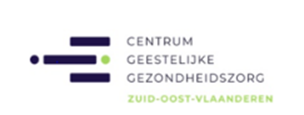 CENTRUM
GEESTELIJKE
GEZONDHEIDSZORG
ZUID-OOST-VLAANDEREN